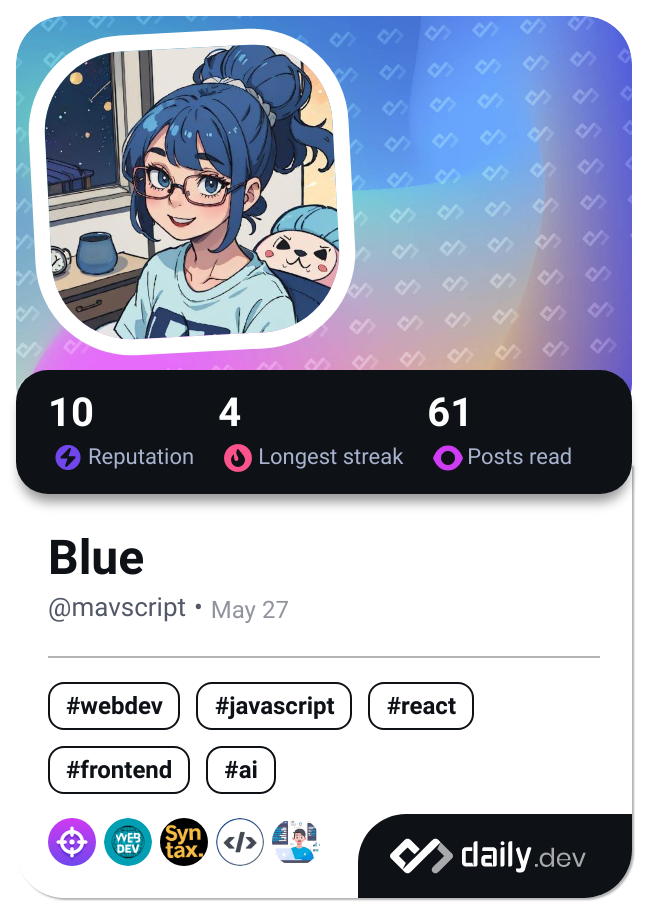 10 4 61
Reputation Longest streak Posts read
Blue
@mavscript • May 27
#webdev #javascript #react
#frontend #ai
WEB
DEV
Syn
tax.
</>
daily.dev